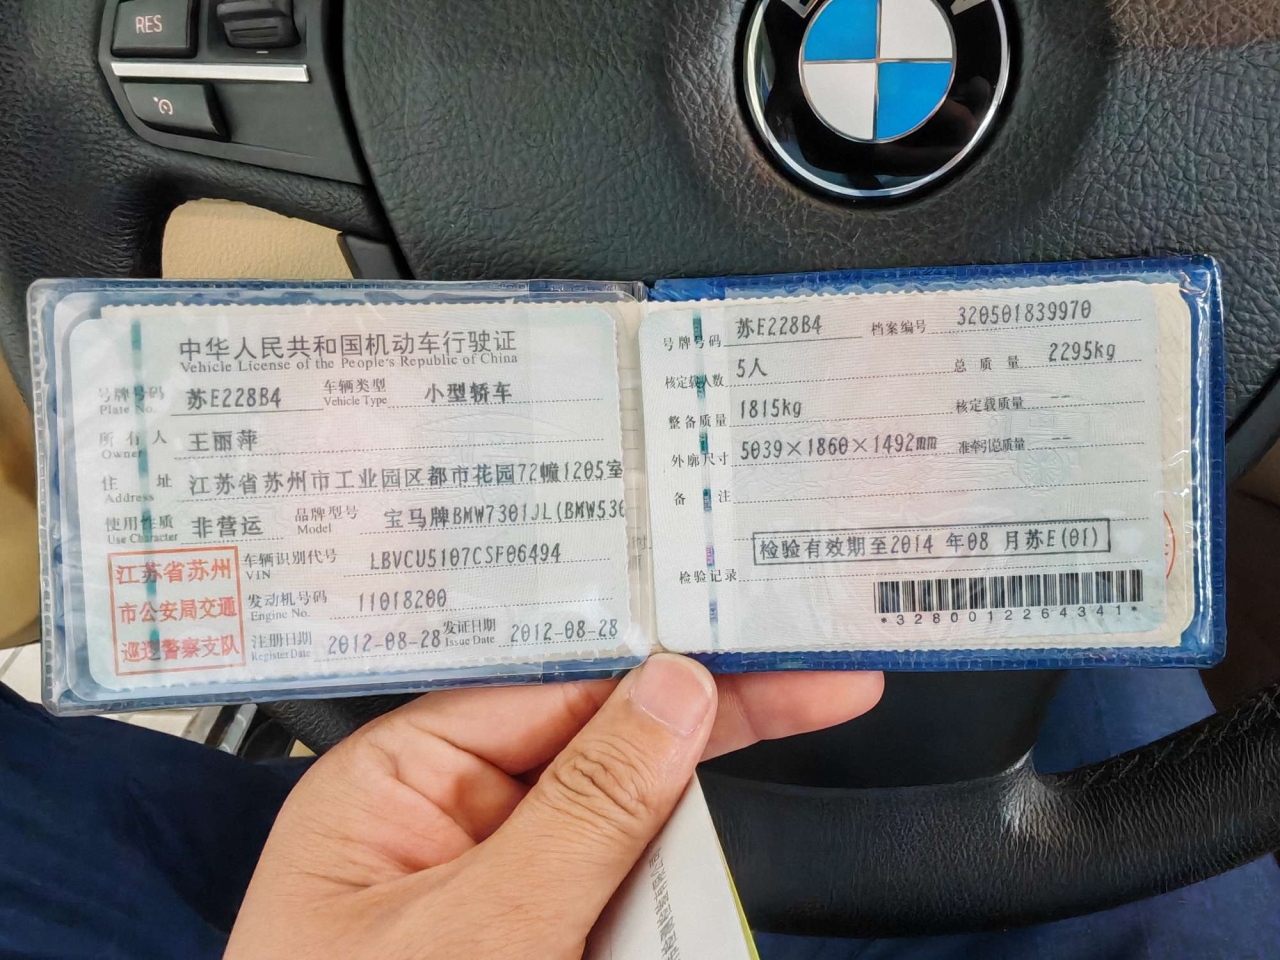 RES
中华人民共和国机动车行驶证
Vehicle License of the People's Republic of China
号牌号码 苏E228B4 车辆类型 小型轿车
Plate No. Vehicle Type
所有人 王丽萍
Owner
住址 江苏省苏州市工业园区都市花园72幢1205室
Address
使用性质 非营运 品牌型号 宝马牌BMW7301JL(BMW536
Use Character Model
江苏省苏州
市公安局交通
巡逻警察支队
车辆识别代号 LBVCU5107CSF06494
VIN
发动机号码 11018200
Engine No.
注册日期 2012-08-28 发证日期 2012-08-28
Register Date Issue Date
号牌号码 苏E228B4 档案编号 320501839970
核定载人数 5人 总质量 2295kg
整备质量 1815kg 核定载质量 --
外廓尺寸 5039×1860×1492mm 准牵引总质量 --
备注
检验有效期至2014年08月苏E(01)
检验记录
*3280012264341*